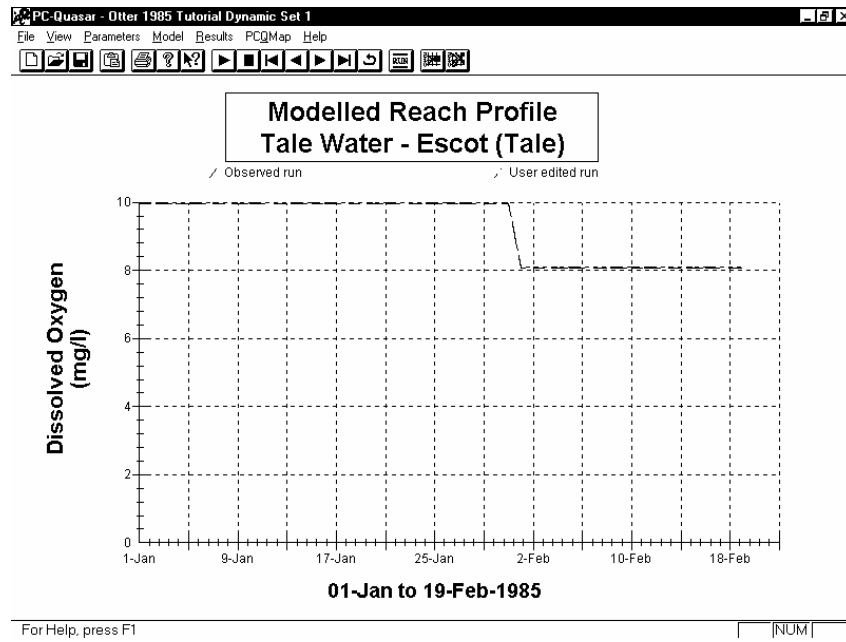 PC-Quasar - Otter 1985 Tutorial Dynamic Set 1
File View Parameters Model Results PCQMap Help
RUN
Modelled Reach Profile
Tale Water - Escot (Tale)
Observed run User edited run
Dissolved Oxygen
(mg/l)
10
8
6
4
2
0
1-Jan 9-Jan 17-Jan 25-Jan 2-Feb 10-Feb 18-Feb
01-Jan to 19-Feb-1985
For Help, press F1 NUM